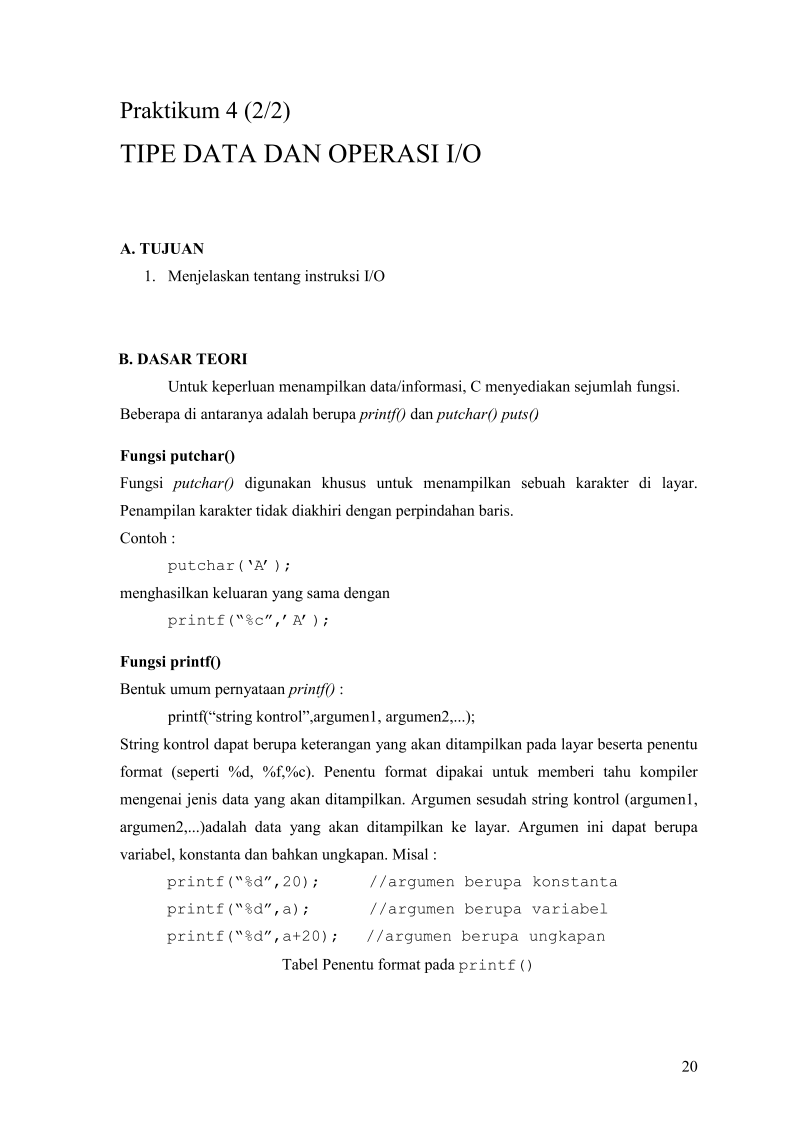 Praktikum 4 (2/2)
TIPE DATA DAN OPERASI I/O
A. TUJUAN
1. Menjelaskan tentang instruksi I/O
B. DASAR TEORI
Untuk keperluan menampilkan data/informasi, C menyediakan sejumlah fungsi.
Beberapa di antaranya adalah berupa printf() dan putchar() puts()
Fungsi putchar()
Fungsi putchar() digunakan khusus untuk menampilkan sebuah karakter di layar.
Penampilan karakter tidak diakhiri dengan perpindahan baris.
Contoh :
putchar(‘A’);
menghasilkan keluaran yang sama dengan
printf(“%c”,’A’);
Fungsi printf()
Bentuk umum pernyataan printf() :
printf(“string kontrol”,argumen1, argumen2,...);
String kontrol dapat berupa keterangan yang akan ditampilkan pada layar beserta penentu
format (seperti %d, %f,%c). Penentu format dipakai untuk memberi tahu kompiler
mengenai jenis data yang akan ditampilkan. Argumen sesudah string kontrol (argumen1,
argumen2,...)adalah data yang akan ditampilkan ke layar. Argumen ini dapat berupa
variabel, konstanta dan bahkan ungkapan. Misal :
printf(“%d”,20); //argumen berupa konstanta
printf(“%d”,a); //argumen berupa variabel
printf(“%d”,a+20); //argumen berupa ungkapan
Tabel Penentu format pada printf()
20